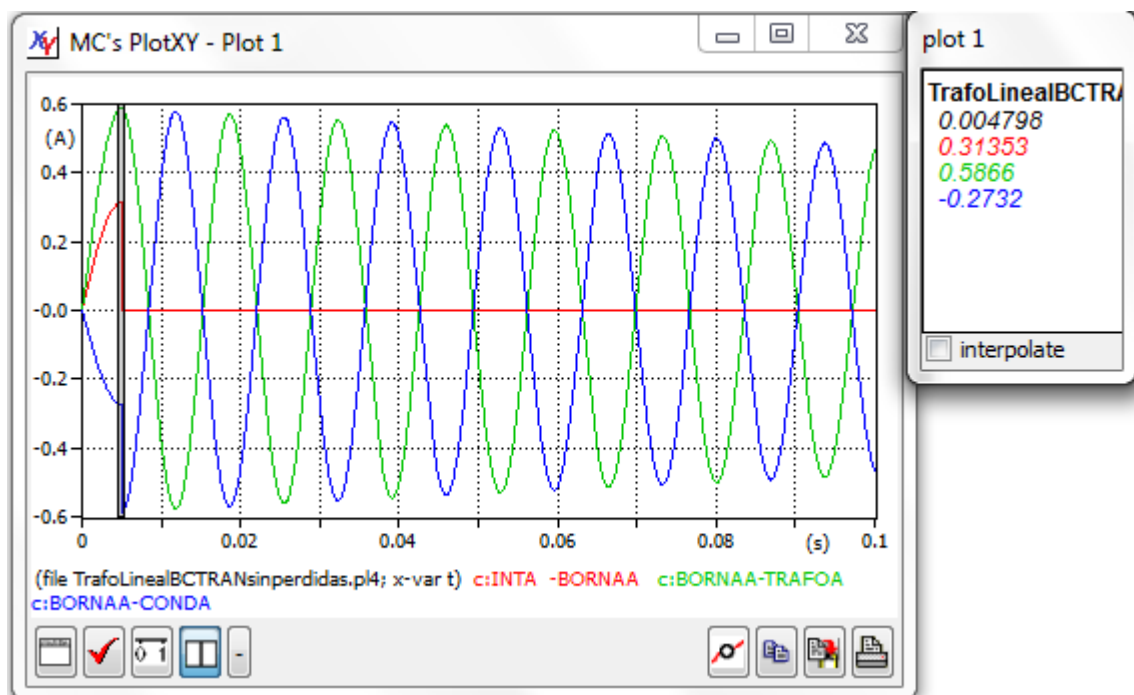 MC's PlotXY - Plot 1
plot 1
TrafoLinealBCTRA
0.004798
0.31353
0.5866
-0.2732
interpolate
0.6
(A)
0.4
0.2
-0.0
-0.2
-0.4
-0.6
0 0.02 0.04 0.06 0.08 (s) 0.1
(file TrafoLinealBCTRANsinperdidas.pl4; x-var t) c:INTA -BORNAA c:BORNAA-TRAFOA
c:BORNAA-CONDA